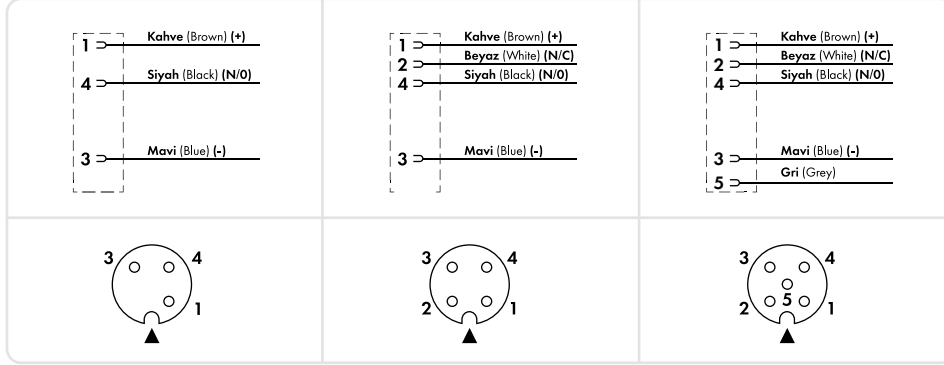 1 Kahve (Brown) (+)
4 Siyah (Black) (N/0)
3 Mavi (Blue) (-)
1 Kahve (Brown) (+)
2 Beyaz (White) (N/C)
4 Siyah (Black) (N/0)
3 Mavi (Blue) (-)
1 Kahve (Brown) (+)
2 Beyaz (White) (N/C)
4 Siyah (Black) (N/0)
3 Mavi (Blue) (-)
5 Gri (Grey)
3 4
1
3 4
2 1
3 4
2 5 1